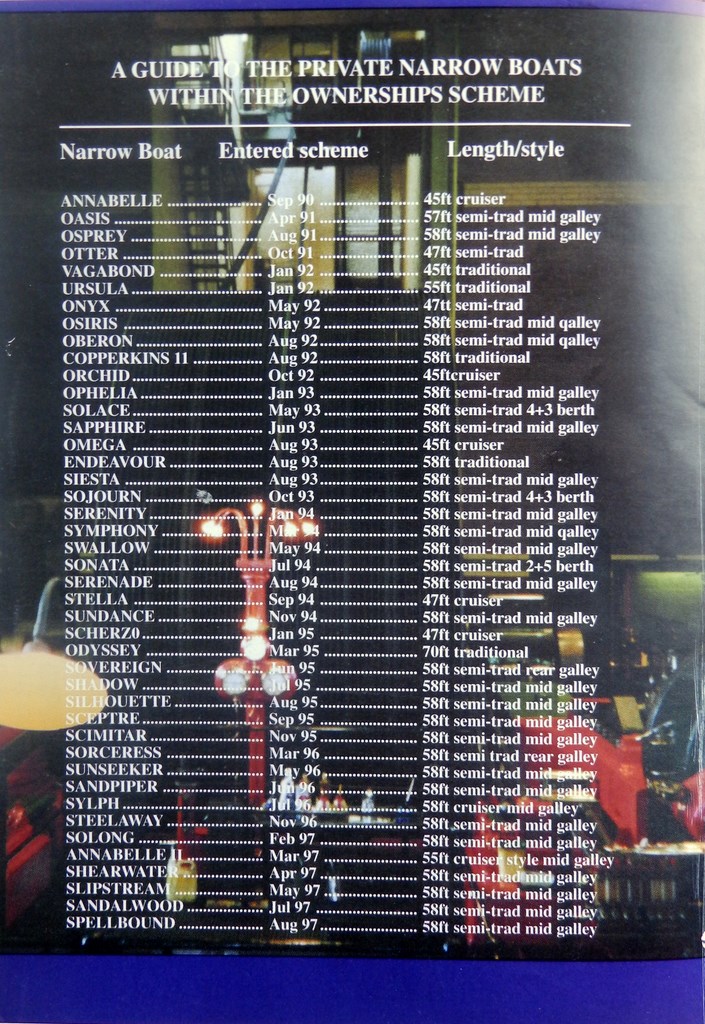 A GUIDE TO THE PRIVATE NARROW BOATS
WITHIN THE OWNERSHIPS SCHEME
Narrow Boat Entered scheme Length/style
ANNABELLE .................... Sep 90 .................... 45ft cruiser
OASIS .................... Apr 91 .................... 57ft semi-trad mid galley
OSPREY .................... Aug 91 .................... 58ft semi-trad mid galley
OTTER .................... Oct 91 .................... 47ft semi-trad
VAGABOND .................... Jan 92 .................... 45ft traditional
URSULA .................... Jan 92 .................... 55ft traditional
ONYX .................... May 92 .................... 47tt semi-trad
OSIRIS .................... May 92 .................... 58ft semi-trad mid qalley
OBERON .................... Aug 92 .................... 58ft semi-trad mid qalley
COPPERKINS 11 .................... Aug 92 .................... 58ft traditional
ORCHID .................... Oct 92 .................... 45ftcruiser
OPHELIA .................... Jan 93 .................... 58ft semi-trad mid galley
SOLACE .................... May 93 .................... 58ft semi-trad 4+3 berth
SAPPHIRE .................... Jun 93 .................... 58ft semi-trad mid galley
OMEGA .................... Aug 93 .................... 45ft cruiser
ENDEAVOUR .................... Aug 93 .................... 58ft traditional
SIESTA .................... Aug 93 .................... 58ft semi-trad mid galley
SOJOURN .................... Oct 93 .................... 58ft semi-trad 4+3 berth
SERENITY .................... Jan 94 .................... 58ft semi-trad mid galley
SYMPHONY .................... Mar 94 .................... 58ft semi-trad mid qalley
SWALLOW .................... May 94 .................... 58ft semi-trad mid galley
SONATA .................... Jul 94 .................... 58ft semi-trad 2+5 berth
SERENADE .................... Aug 94 .................... 58ft semi-trad mid galley
STELLA .................... Sep 94 .................... 47ft cruiser
SUNDANCE .................... Nov 94 .................... 58ft semi-trad mid galley
SCHERZ0 .................... Jan 95 .................... 47ft cruiser
ODYSSEY .................... Mar 95 .................... 70ft traditional
SOVEREIGN .................... Jun 95 .................... 58ft semi-trad rear galley
SHADOW .................... Jul 95 .................... 58ft semi-trad mid galley
SILHOUETTE .................... Aug 95 .................... 58ft semi-trad mid galley
SCEPTRE .................... Sep 95 .................... 58ft semi-trad mid galley
SCIMITAR .................... Nov 95 .................... 58ft semi-trad mid galley
SORCERESS .................... Mar 96 .................... 58ft semi trad rear galley
SUNSEEKER .................... May 96 .................... 58ft semi-trad mid galley
SANDPIPER .................... Jun 96 .................... 58ft semi-trad mid galley
SYLPH .................... Jul 96 .................... 58ft cruiser mid galley
STEELAWAY .................... Nov 96 .................... 58ft semi-trad mid galley
SOLONG .................... Feb 97 .................... 58ft semi-trad mid galley
ANNABELLE II .................... Mar 97 .................... 55ft cruiser style mid galley
SHEARWATER .................... Apr 97 .................... 58ft semi-trad mid galley
SLIPSTREAM .................... May 97 .................... 58ft semi-trad mid galley
SANDALWOOD .................... Jul 97 .................... 58ft semi-trad mid galley
SPELLBOUND .................... Aug 97 .................... 58ft semi-trad mid galley